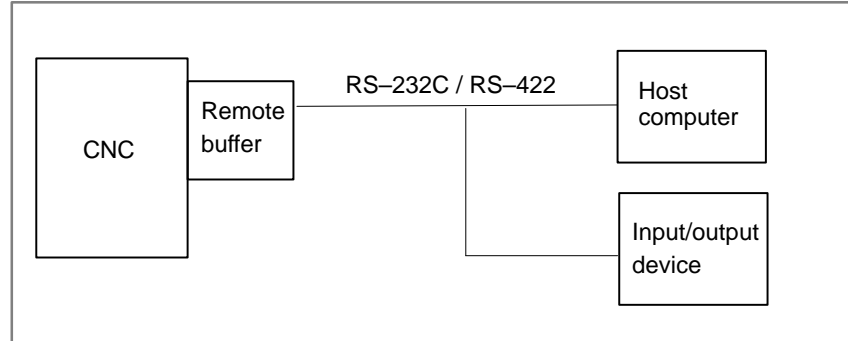 RS–232C / RS–422
Host
computer
Remote
buffer
CNC
Input/output
device